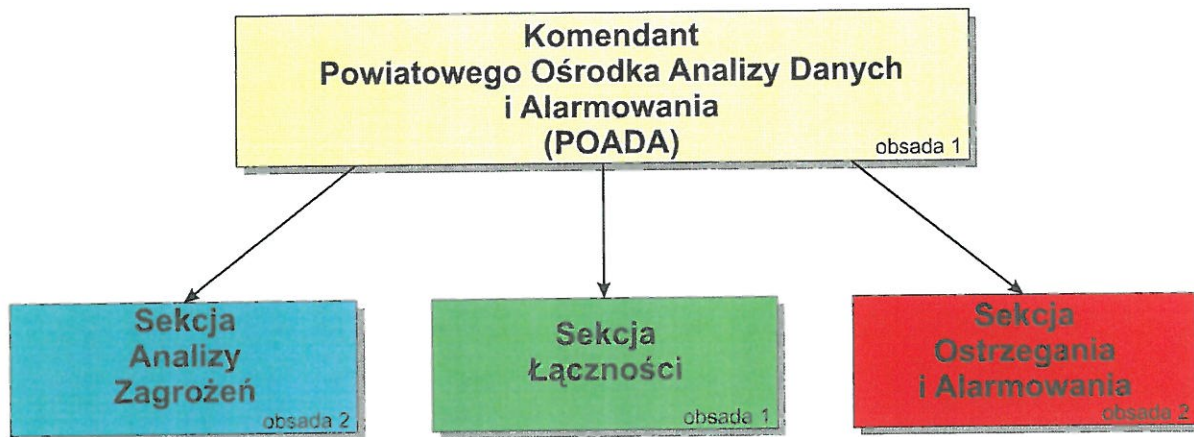 Komendant
Powiatowego Ośrodka Analizy Danych
i Alarmowania
(POADA)
obsada 1
Sekcja
Analizy
Zagrożeń
obsada 2
Sekcja
Łączności
obsada 1
Sekcja
Ostrzegania
i Alarmowania
obsada